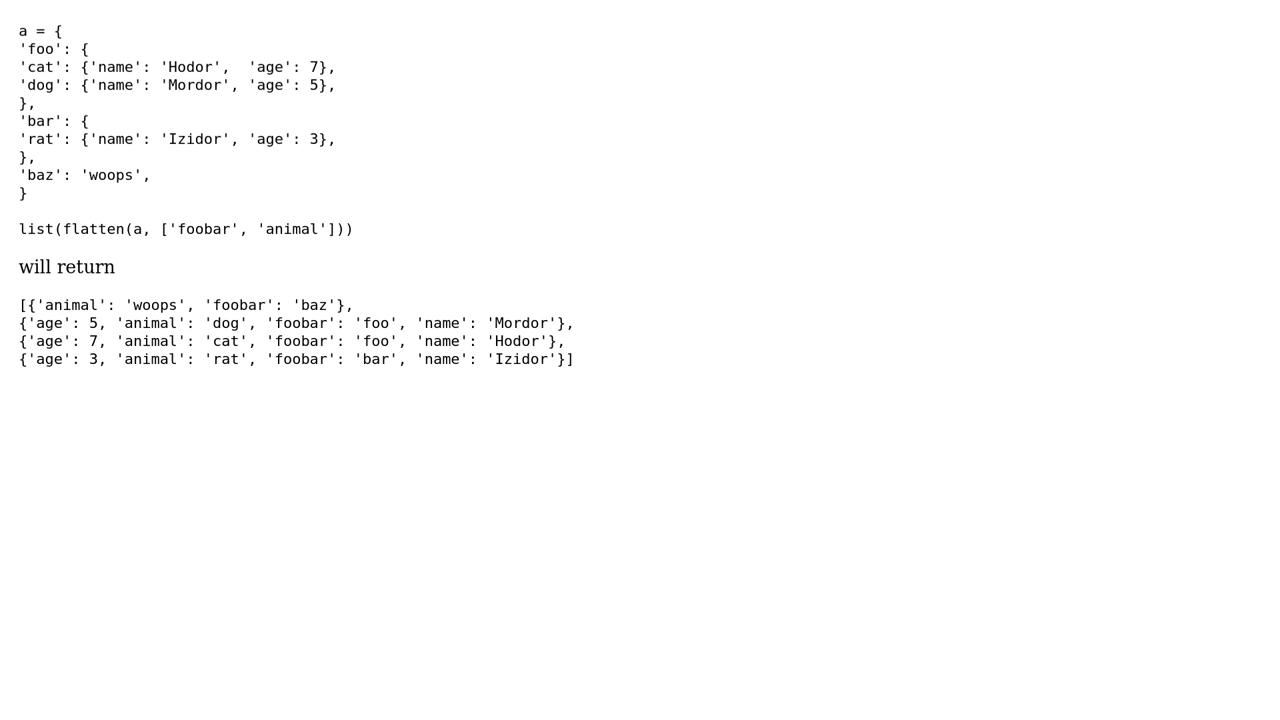 a = {
'foo': {
'cat': {'name': 'Hodor',  'age': 7},
'dog': {'name': 'Mordor', 'age': 5},
},
'bar': {
'rat': {'name': 'Izidor', 'age': 3},
},
'baz': 'woops',
}
list(flatten(a, ['foobar', 'animal']))
will return
[{'animal': 'woops', 'foobar': 'baz'},
{'age': 5, 'animal': 'dog', 'foobar': 'foo', 'name': 'Mordor'},
{'age': 7, 'animal': 'cat', 'foobar': 'foo', 'name': 'Hodor'},
{'age': 3, 'animal': 'rat', 'foobar': 'bar', 'name': 'Izidor'}]